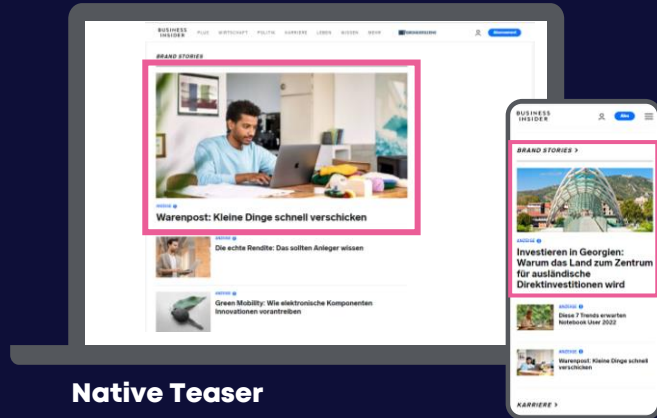 BUSINESS
INSIDER
PLUS WIRTSCHAFT POLITIK KARRIERE LEBEN WISSEN MEHR
BRAND STORIES
ANZEIGE
Warenpost: Kleine Dinge schnell verschicken
ANZEIGE
Die echte Rendite: Das sollten Anleger wissen
ANZEIGE
Green Mobility: Wie elektronische Komponenten
Innovationen vorantreiben
BUSINESS
INSIDER
Abo
BRAND STORIES >
ANZEIGE
Investieren in Georgien:
Warum das Land zum Zentrum
für ausländische
Direktinvestitionen wird
ANZEIGE
Diese 7 Trends erwarten
Notebook User 2022
ANZEIGE
Warenpost: Kleine Dinge schnell
verschicken
KARRIERE >
Native Teaser